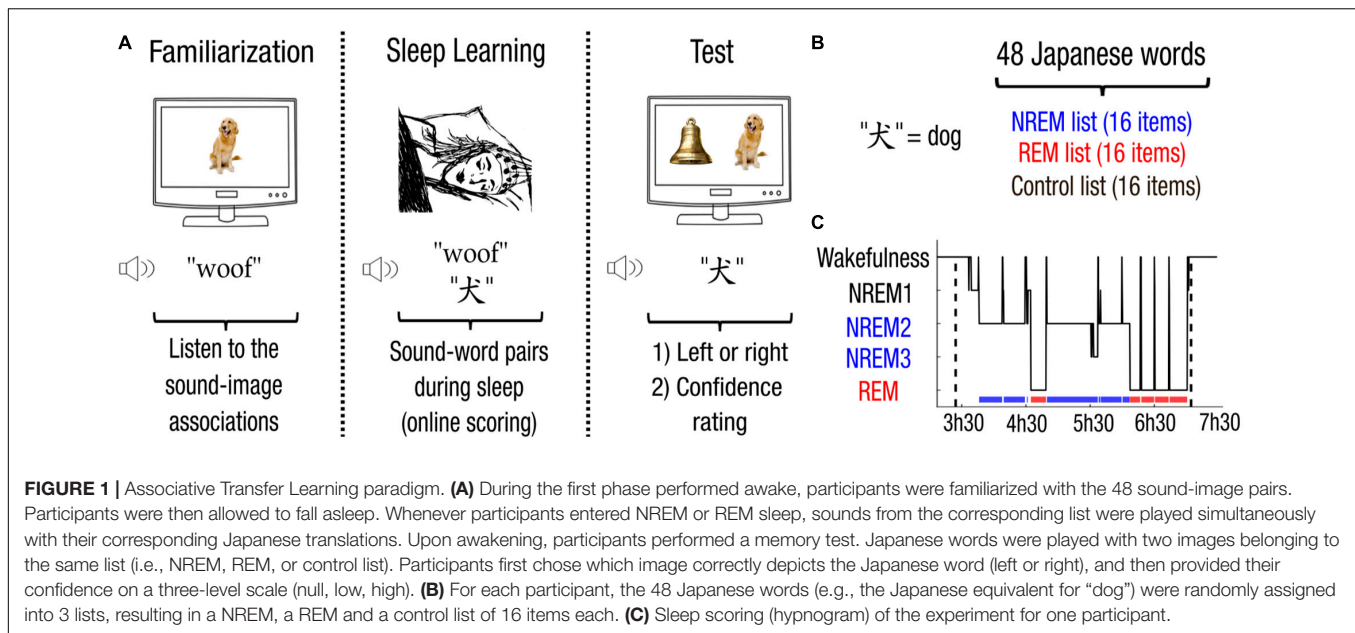 A
Familiarization
"woof"
Listen to the
sound-image
associations
Sleep Learning
"woof"
"犬"
Sound-word pairs
during sleep
(online scoring)
Test
"犬"
1) Left or right
2) Confidence
rating
B
48 Japanese words
"犬" = dog
NREM list (16 items)
REM list (16 items)
Control list (16 items)
C
Wakefulness
NREM1
NREM2
NREM3
REM
3h30 4h30 5h30 6h30 7h30
FIGURE 1 | Associative Transfer Learning paradigm. (A) During the first phase performed awake, participants were familiarized with the 48 sound-image pairs.
Participants were then allowed to fall asleep. Whenever participants entered NREM or REM sleep, sounds from the corresponding list were played simultaneously
with their corresponding Japanese translations. Upon awakening, participants performed a memory test. Japanese words were played with two images belonging to
the same list (i.e., NREM, REM, or control list). Participants first chose which image correctly depicts the Japanese word (left or right), and then provided their
confidence on a three-level scale (null, low, high). (B) For each participant, the 48 Japanese words (e.g., the Japanese equivalent for “dog”) were randomly assigned
into 3 lists, resulting in a NREM, a REM and a control list of 16 items each. (C) Sleep scoring (hypnogram) of the experiment for one participant.